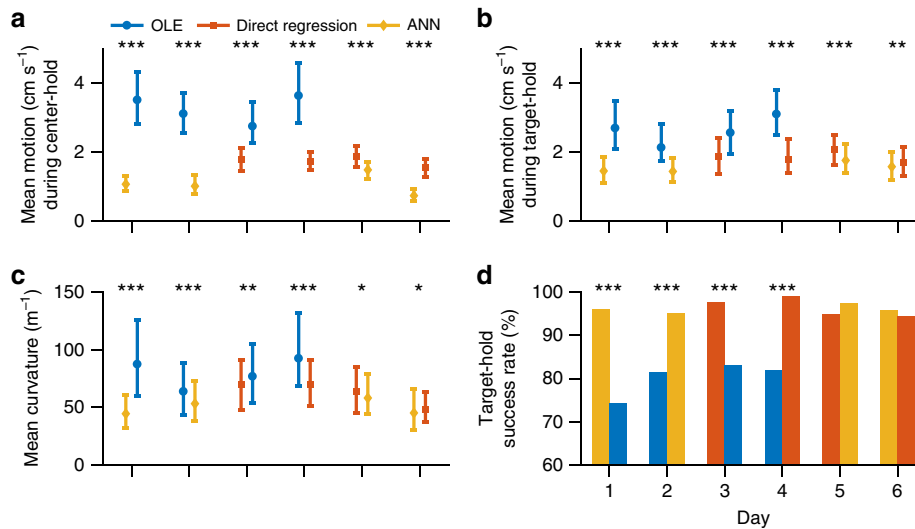 a
OLE Direct regression ANN
*** *** *** *** *** ***
Mean motion (cm s⁻¹)
during center-hold
4
2
0
b
*** *** *** *** *** **
Mean motion (cm s⁻¹)
during target-hold
4
2
0
c
*** *** ** *** * *
Mean curvature (m⁻¹)
150
100
50
0
d
*** *** *** ***
Target-hold
success rate (%)
100
90
80
70
60
1 2 3 4 5 6
Day